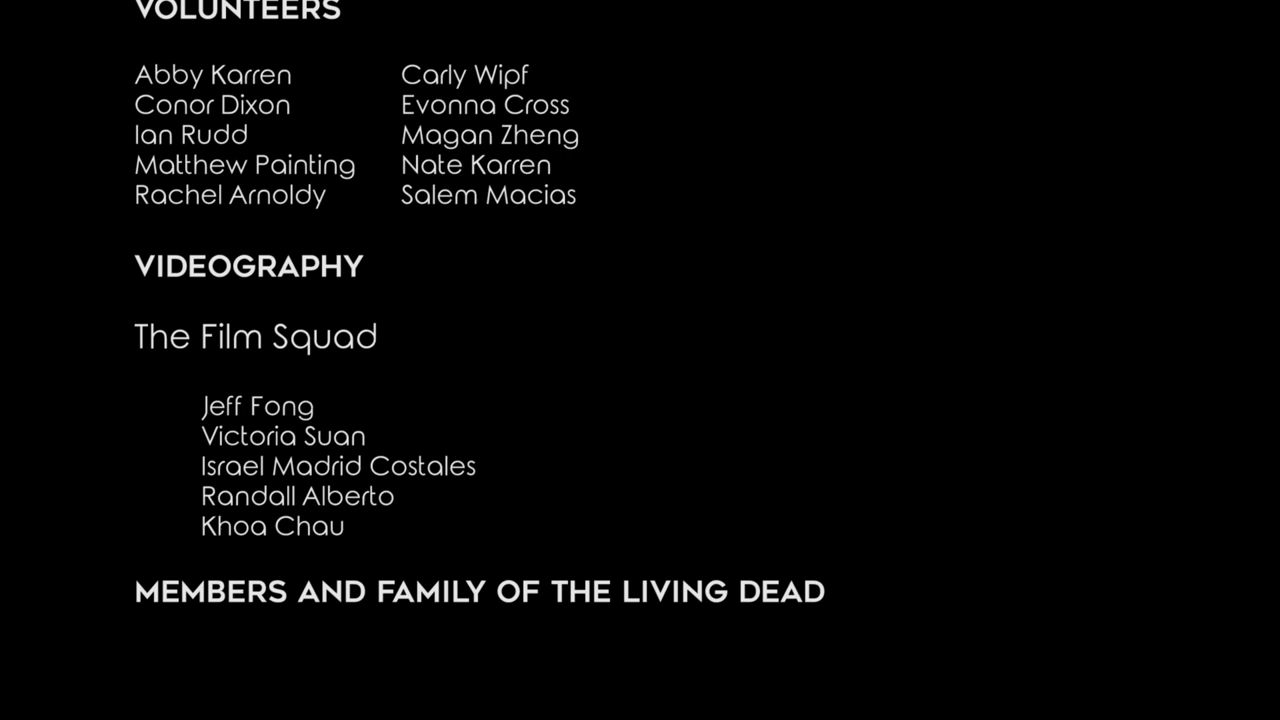 VOLUNTEERS
Abby Karren
Conor Dixon
Ian Rudd
Matthew Painting
Rachel Arnoldy
Carly Wipf
Evonna Cross
Magan Zheng
Nate Karren
Salem Macias
VIDEOGRAPHY
The Film Squad
Jeff Fong
Victoria Suan
Israel Madrid Costales
Randall Alberto
Khoa Chau
MEMBERS AND FAMILY OF THE LIVING DEAD